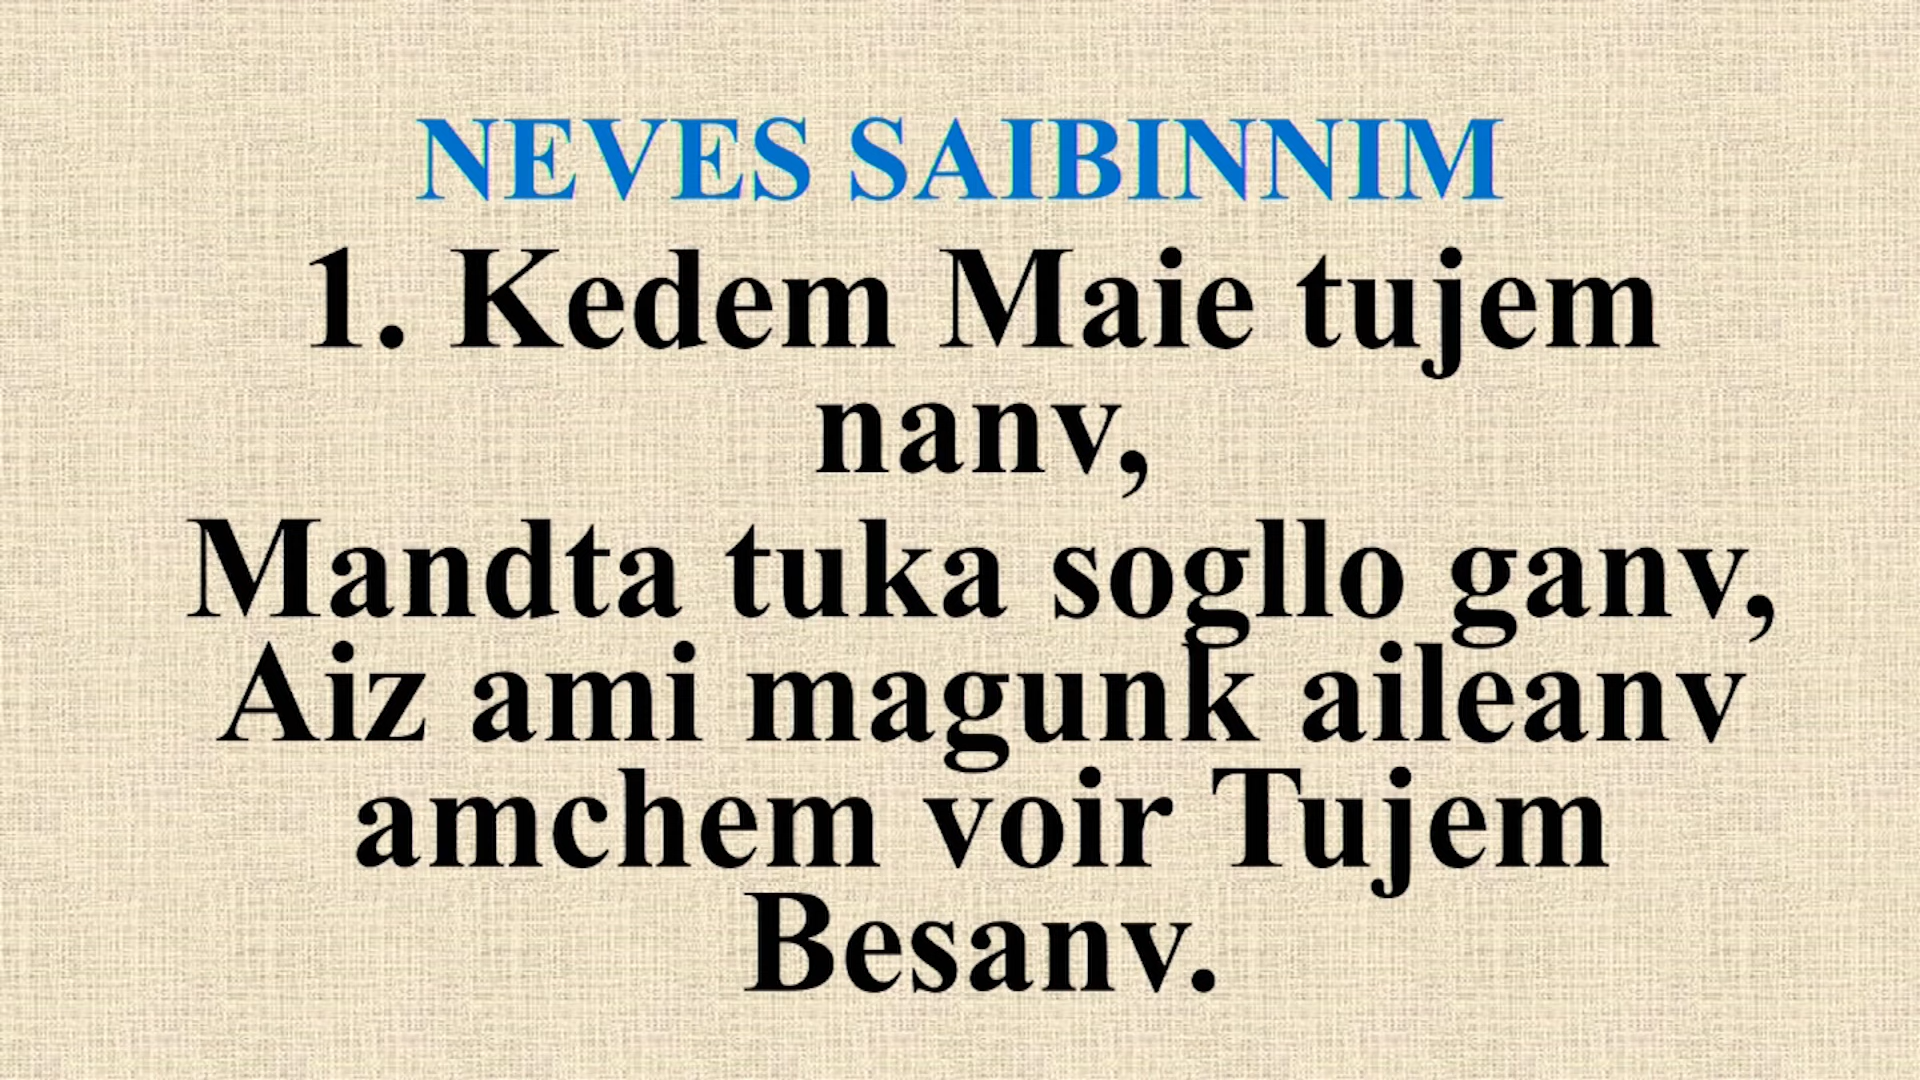 NEVES SAIBINNIM
1. Kedem Maie tujem
nanv,
Mandta tuka sogllo ganv,
Aiz ami magunk aileanv
amchem voir Tujem
Besanv.